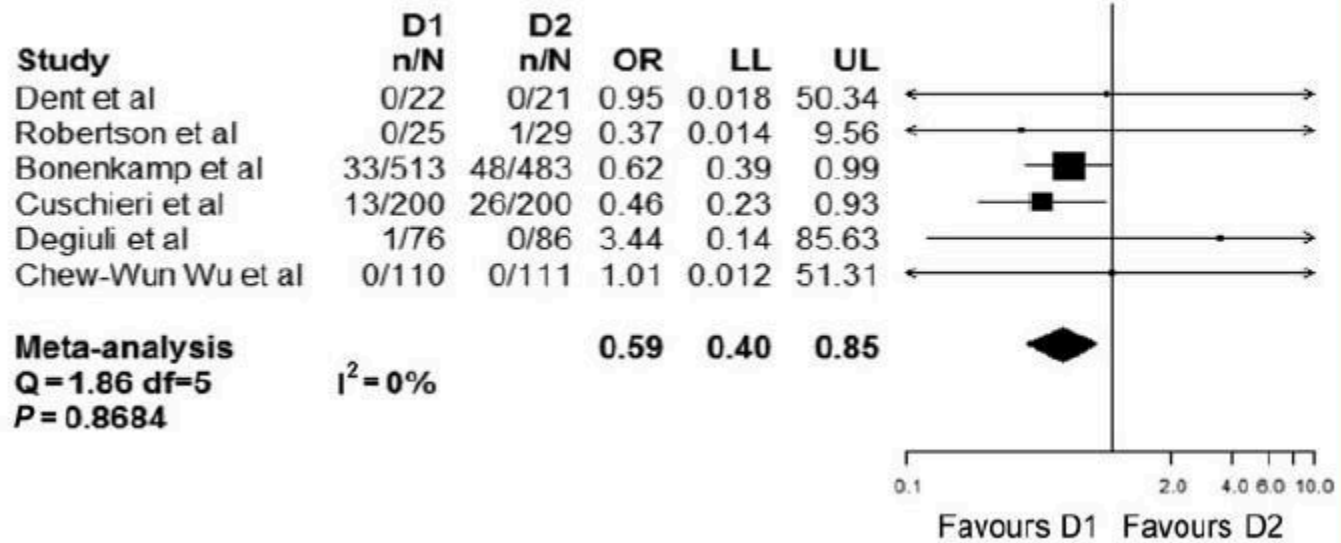 D1 D2
Study n/N n/N OR LL UL
Dent et al 0/22 0/21 0.95 0.018 50.34
Robertson et al 0/25 1/29 0.37 0.014 9.56
Bonenkamp et al 33/513 48/483 0.62 0.39 0.99
Cuschieri et al 13/200 26/200 0.46 0.23 0.93
Degiuli et al 1/76 0/86 3.44 0.14 85.63
Chew-Wun Wu et al 0/110 0/111 1.01 0.012 51.31
Meta-analysis 0.59 0.40 0.85
Q=1.86 df=5 I²=0%
P=0.8684
0.1 2.0 4.0 6.0 10.0
Favours D1 Favours D2